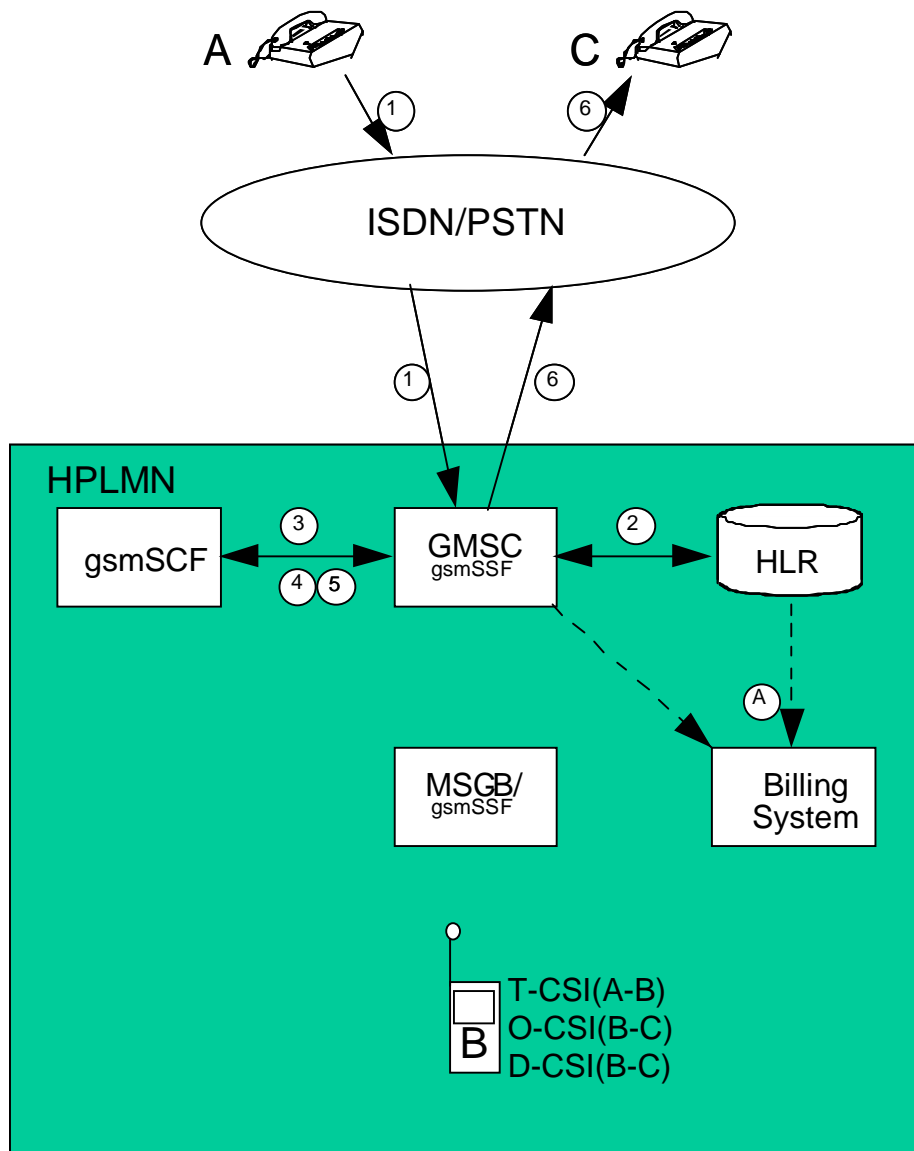 A
C
1
6
ISDN/PSTN
1
6
HPLMN
gsmSCF
3
4
5
GMSC
gsmSSF
2
HLR
A
MSCB/
gsmSSF
Billing
System
B
T-CSI(A-B)
O-CSI(B-C)
D-CSI(B-C)